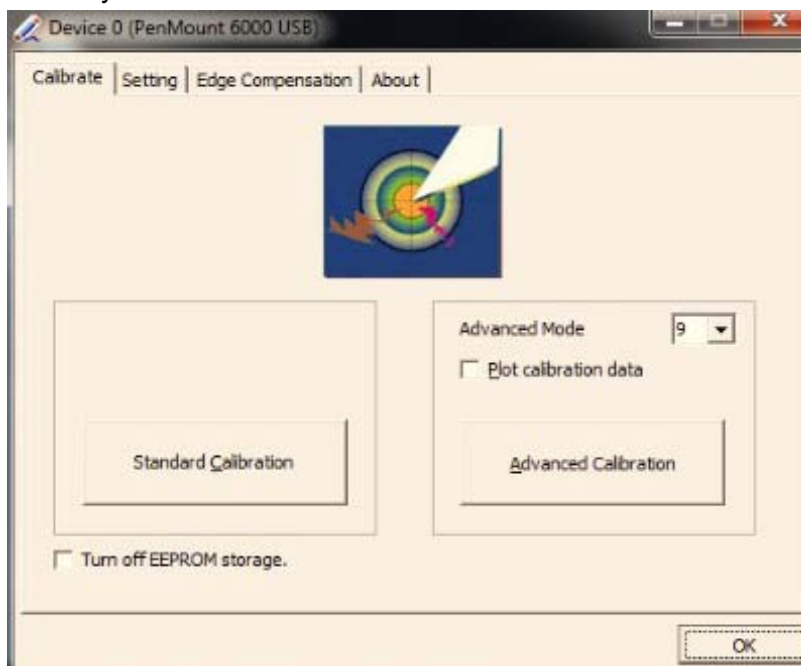 Device 0 (PenMount 6000 USB)
Calibrate Setting Edge Compensation About
Advanced Mode 9
Plot calibration data
Standard Calibration Advanced Calibration
Turn off EEPROM storage.
OK